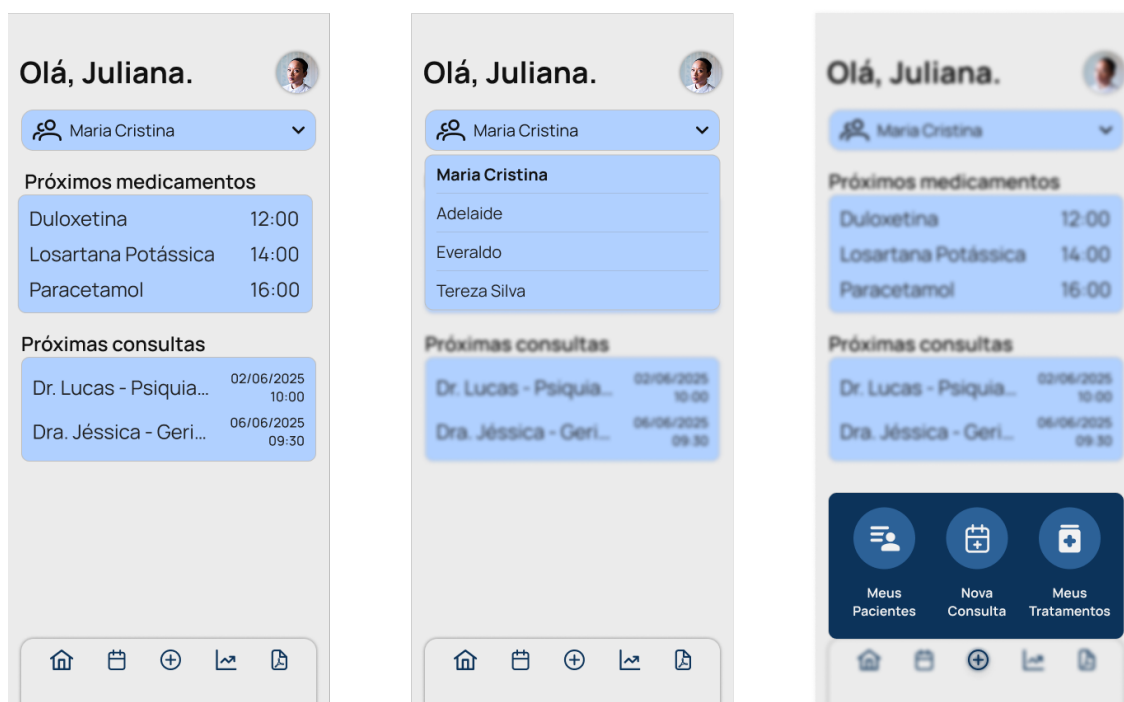 Olá, Juliana.
Maria Cristina
Próximos medicamentos
Duloxetina 12:00
Losartana Potássica 14:00
Paracetamol 16:00
Próximas consultas
Dr. Lucas - Psiquia... 02/06/2025
10:00
Dra. Jéssica - Geri... 06/06/2025
09:30
Olá, Juliana.
Maria Cristina
Maria Cristina
Adelaide
Everaldo
Tereza Silva
Próximas consultas
Dr. Lucas - Psiquia... 02/06/2025
10:00
Dra. Jéssica - Geri... 06/06/2025
09:30
Olá, Juliana.
Maria Cristina
Próximos medicamentos
Duloxetina 12:00
Losartana Potássica 14:00
Paracetamol 16:00
Próximas consultas
Dr. Lucas - Psiquia... 02/06/2025
10:00
Dra. Jéssica - Geri... 06/06/2025
09:30
Meus
Pacientes
Nova
Consulta
Meus
Tratamentos